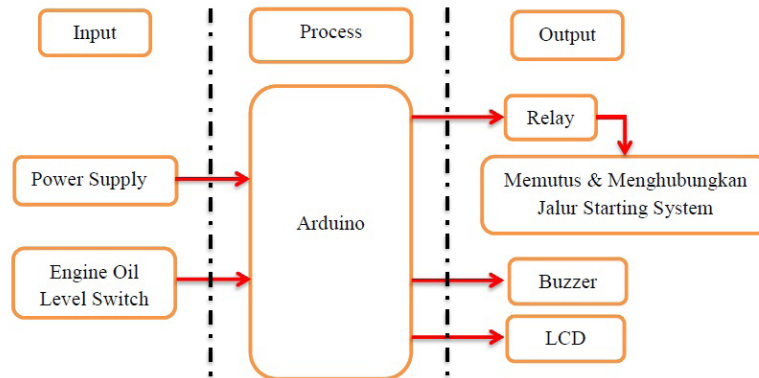 Input
Process
Output
Relay
Power Supply
Memutus & Menghubungkan
Jalur Starting System
Arduino
Engine Oil
Level Switch
Buzzer
LCD